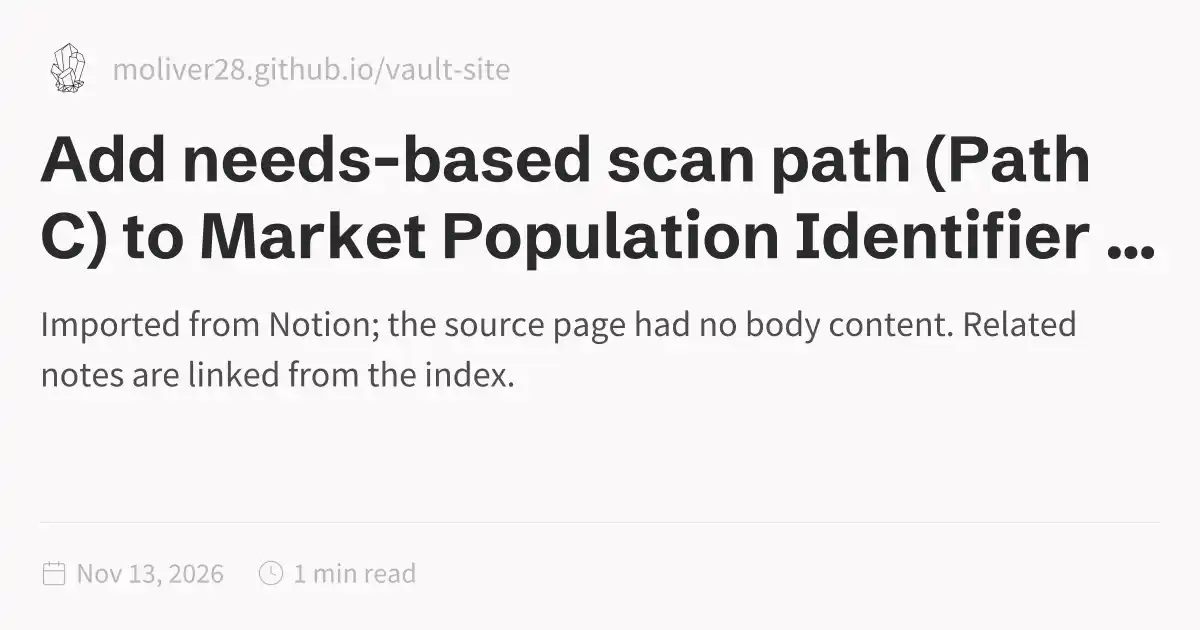 moliver28.github.io/vault-site
Add needs-based scan path (Path
C) to Market Population Identifier ...
Imported from Notion; the source page had no body content. Related
notes are linked from the index.
Nov 13, 2026 1 min read